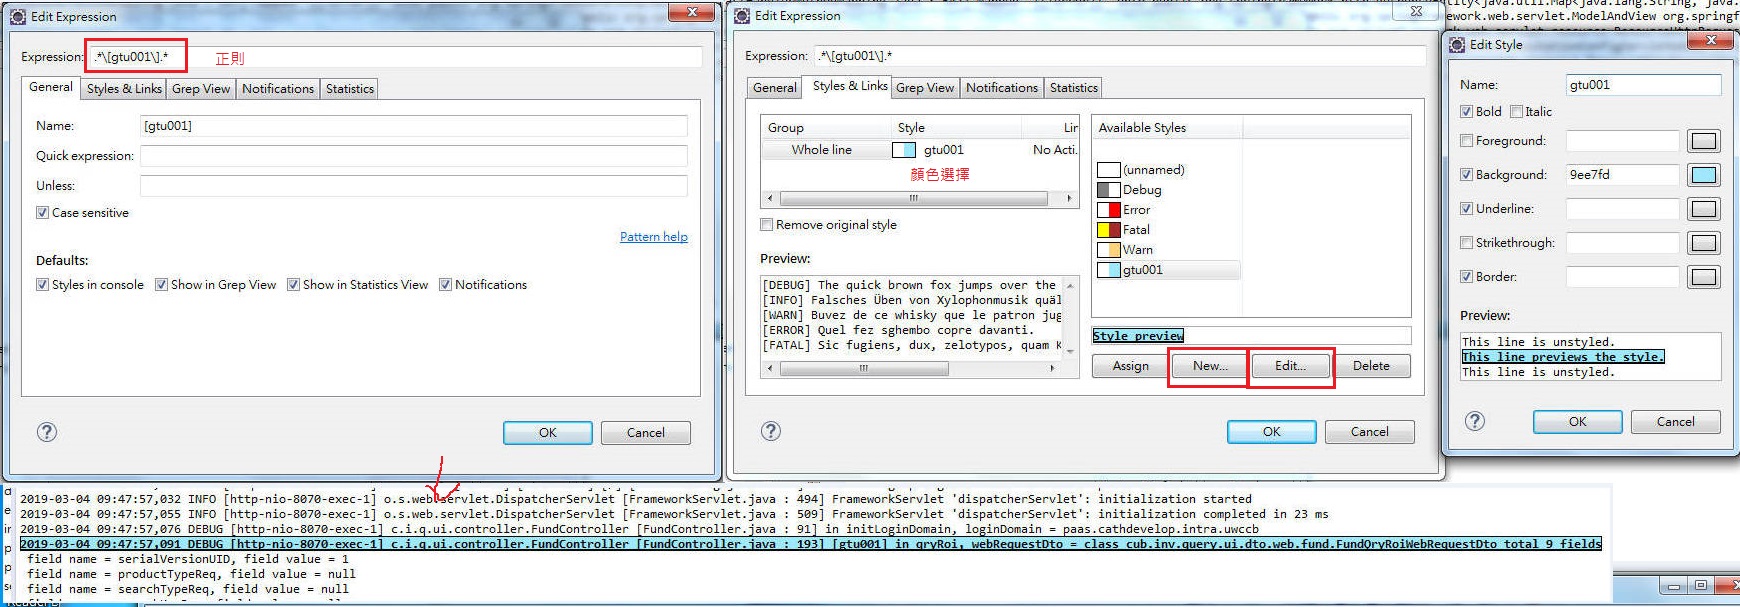 Edit Expression
Expression: .*\[gtu001\].* 正則
General Styles & Links Grep View Notifications Statistics
Name: [gtu001]
Quick expression:
Unless:
Case sensitive
Pattern help
Defaults:
Styles in console Show in Grep View Show in Statistics View Notifications
OK Cancel
Edit Expression
Expression: .*\[gtu001\].*
General Styles & Links Grep View Notifications Statistics
Group Style Lir
Whole line gtu001 No Acti.
顏色選擇
Remove original style
Preview:
[DEBUG] The quick brown fox jumps over the
[INFO] Falsches Üben von Xylophonmusik quäl
[WARN] Buvez de ce whisky que le patron jug
[ERROR] Quel fez sghembo copre davanti.
[FATAL] Sic fugiens, dux, zelotypos, quam K
Available Styles
(unnamed)
Debug
Error
Fatal
Warn
gtu001
Style preview
Assign New... Edit... Delete
OK Cancel
Edit Style
Name: gtu001
Bold Italic
Foreground:
Background: 9ee7fd
Underline:
Strikethrough:
Border:
Preview:
This line is unstyled.
This line previews the style.
This line is unstyled.
OK Cancel
2019-03-04 09:47:57,032 INFO [http-nio-8070-exec-1] o.s.web.servlet.DispatcherServlet [FrameworkServlet.java : 494] FrameworkServlet 'dispatcherServlet': initialization started
2019-03-04 09:47:57,055 INFO [http-nio-8070-exec-1] o.s.web.servlet.DispatcherServlet [FrameworkServlet.java : 509] FrameworkServlet 'dispatcherServlet': initialization completed in 23 ms
2019-03-04 09:47:57,076 DEBUG [http-nio-8070-exec-1] c.i.q.ui.controller.FundController [FundController.java : 91] in initLoginDomain, loginDomain = paas.cathdevelop.intra.uwccb
2019-03-04 09:47:57,091 DEBUG [http-nio-8070-exec-1] c.i.q.ui.controller.FundController [FundController.java : 193] [gtu001] in qryRoi, webRequestDto = class cub.inv.query.ui.dto.web.fund.FundQryRoiWebRequestDto total 9 fields
field name = serialVersionUID, field value = 1
field name = productTypeReq, field value = null
field name = searchTypeReq, field value = null